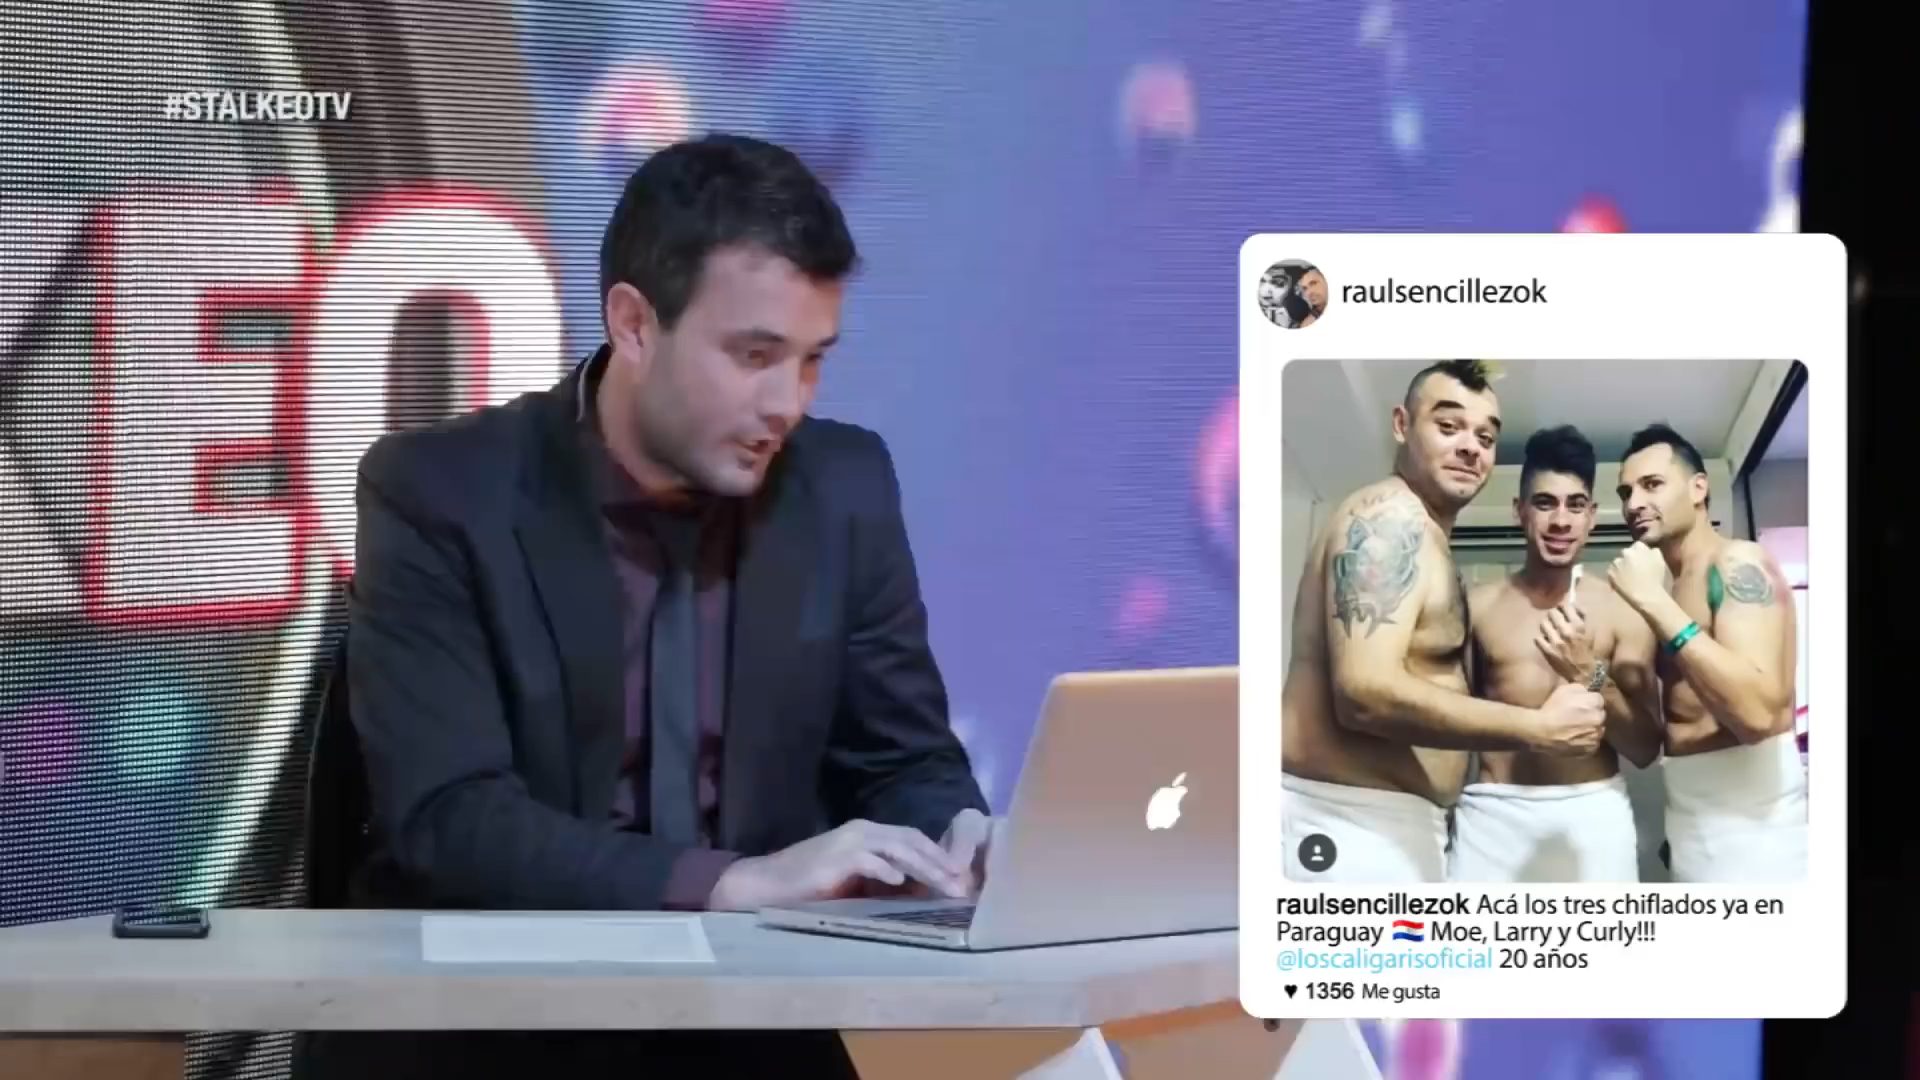 #STALKEOTV
EO
raulsencillezok
raulsencillezok Acá los tres chiflados ya en
Paraguay 🇵🇾 Moe, Larry y Curly!!!
@loscaligarisoficial 20 años
♥ 1356 Me gusta